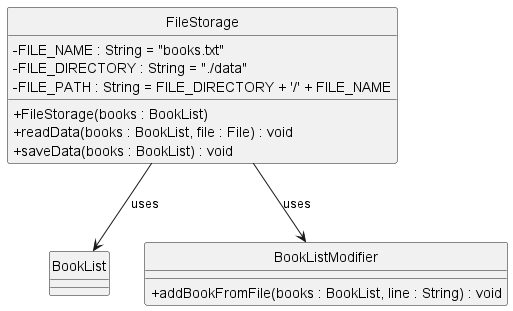 FileStorage
-FILE_NAME : String = "books.txt"
-FILE_DIRECTORY : String = "./data"
-FILE_PATH : String = FILE_DIRECTORY + '/' + FILE_NAME
+FileStorage(books : BookList)
+readData(books : BookList, file : File) : void
+saveData(books : BookList) : void
uses
uses
BookList
BookListModifier
+addBookFromFile(books : BookList, line : String) : void